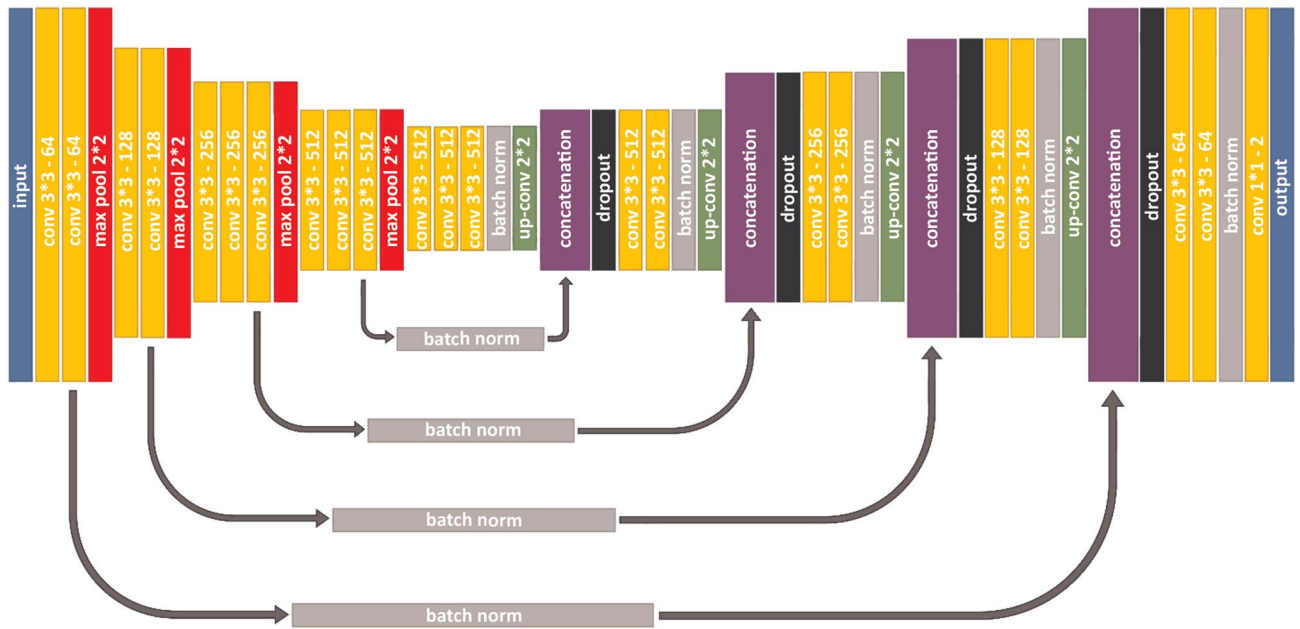 input
conv 3*3 - 64
conv 3*3 - 64
max pool 2*2
conv 3*3 - 128
conv 3*3 - 128
max pool 2*2
conv 3*3 - 256
conv 3*3 - 256
conv 3*3 - 256
max pool 2*2
conv 3*3 - 512
conv 3*3 - 512
conv 3*3 - 512
max pool 2*2
conv 3*3 - 512
conv 3*3 - 512
conv 3*3 - 512
batch norm
up-conv 2*2
concatenation
dropout
conv 3*3 - 512
conv 3*3 - 512
batch norm
up-conv 2*2
concatenation
dropout
conv 3*3 - 256
conv 3*3 - 256
batch norm
up-conv 2*2
concatenation
dropout
conv 3*3 - 128
conv 3*3 - 128
batch norm
up-conv 2*2
concatenation
dropout
conv 3*3 - 64
conv 3*3 - 64
batch norm
conv 1*1 - 2
output
batch norm
batch norm
batch norm
batch norm